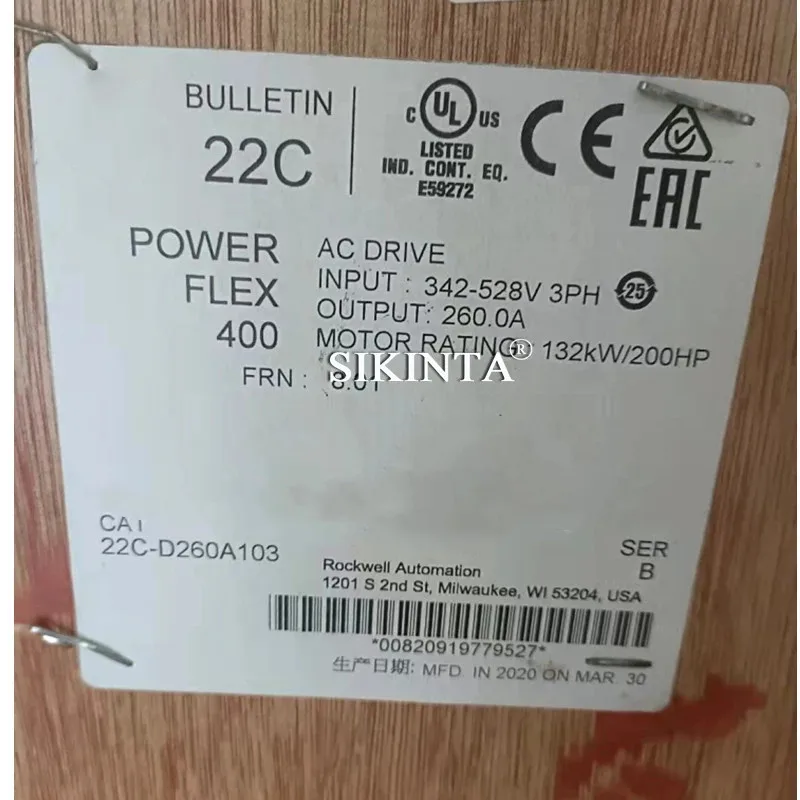 BULLETIN
22C
C UL US
LISTED
IND. CONT. EQ.
E59272
CE
EAC
POWER
FLEX
400
AC DRIVE
INPUT : 342-528V 3PH 25
OUTPUT: 260.0A
MOTOR RATING: 132kW/200HP
FRN :
SIKINTA®
CAT
22C-D260A103
SER
B
Rockwell Automation
1201 S 2nd St, Milwaukee, WI 53204, USA
*00820919779527*
生产日期: MFD. IN 2020 ON MAR. 30